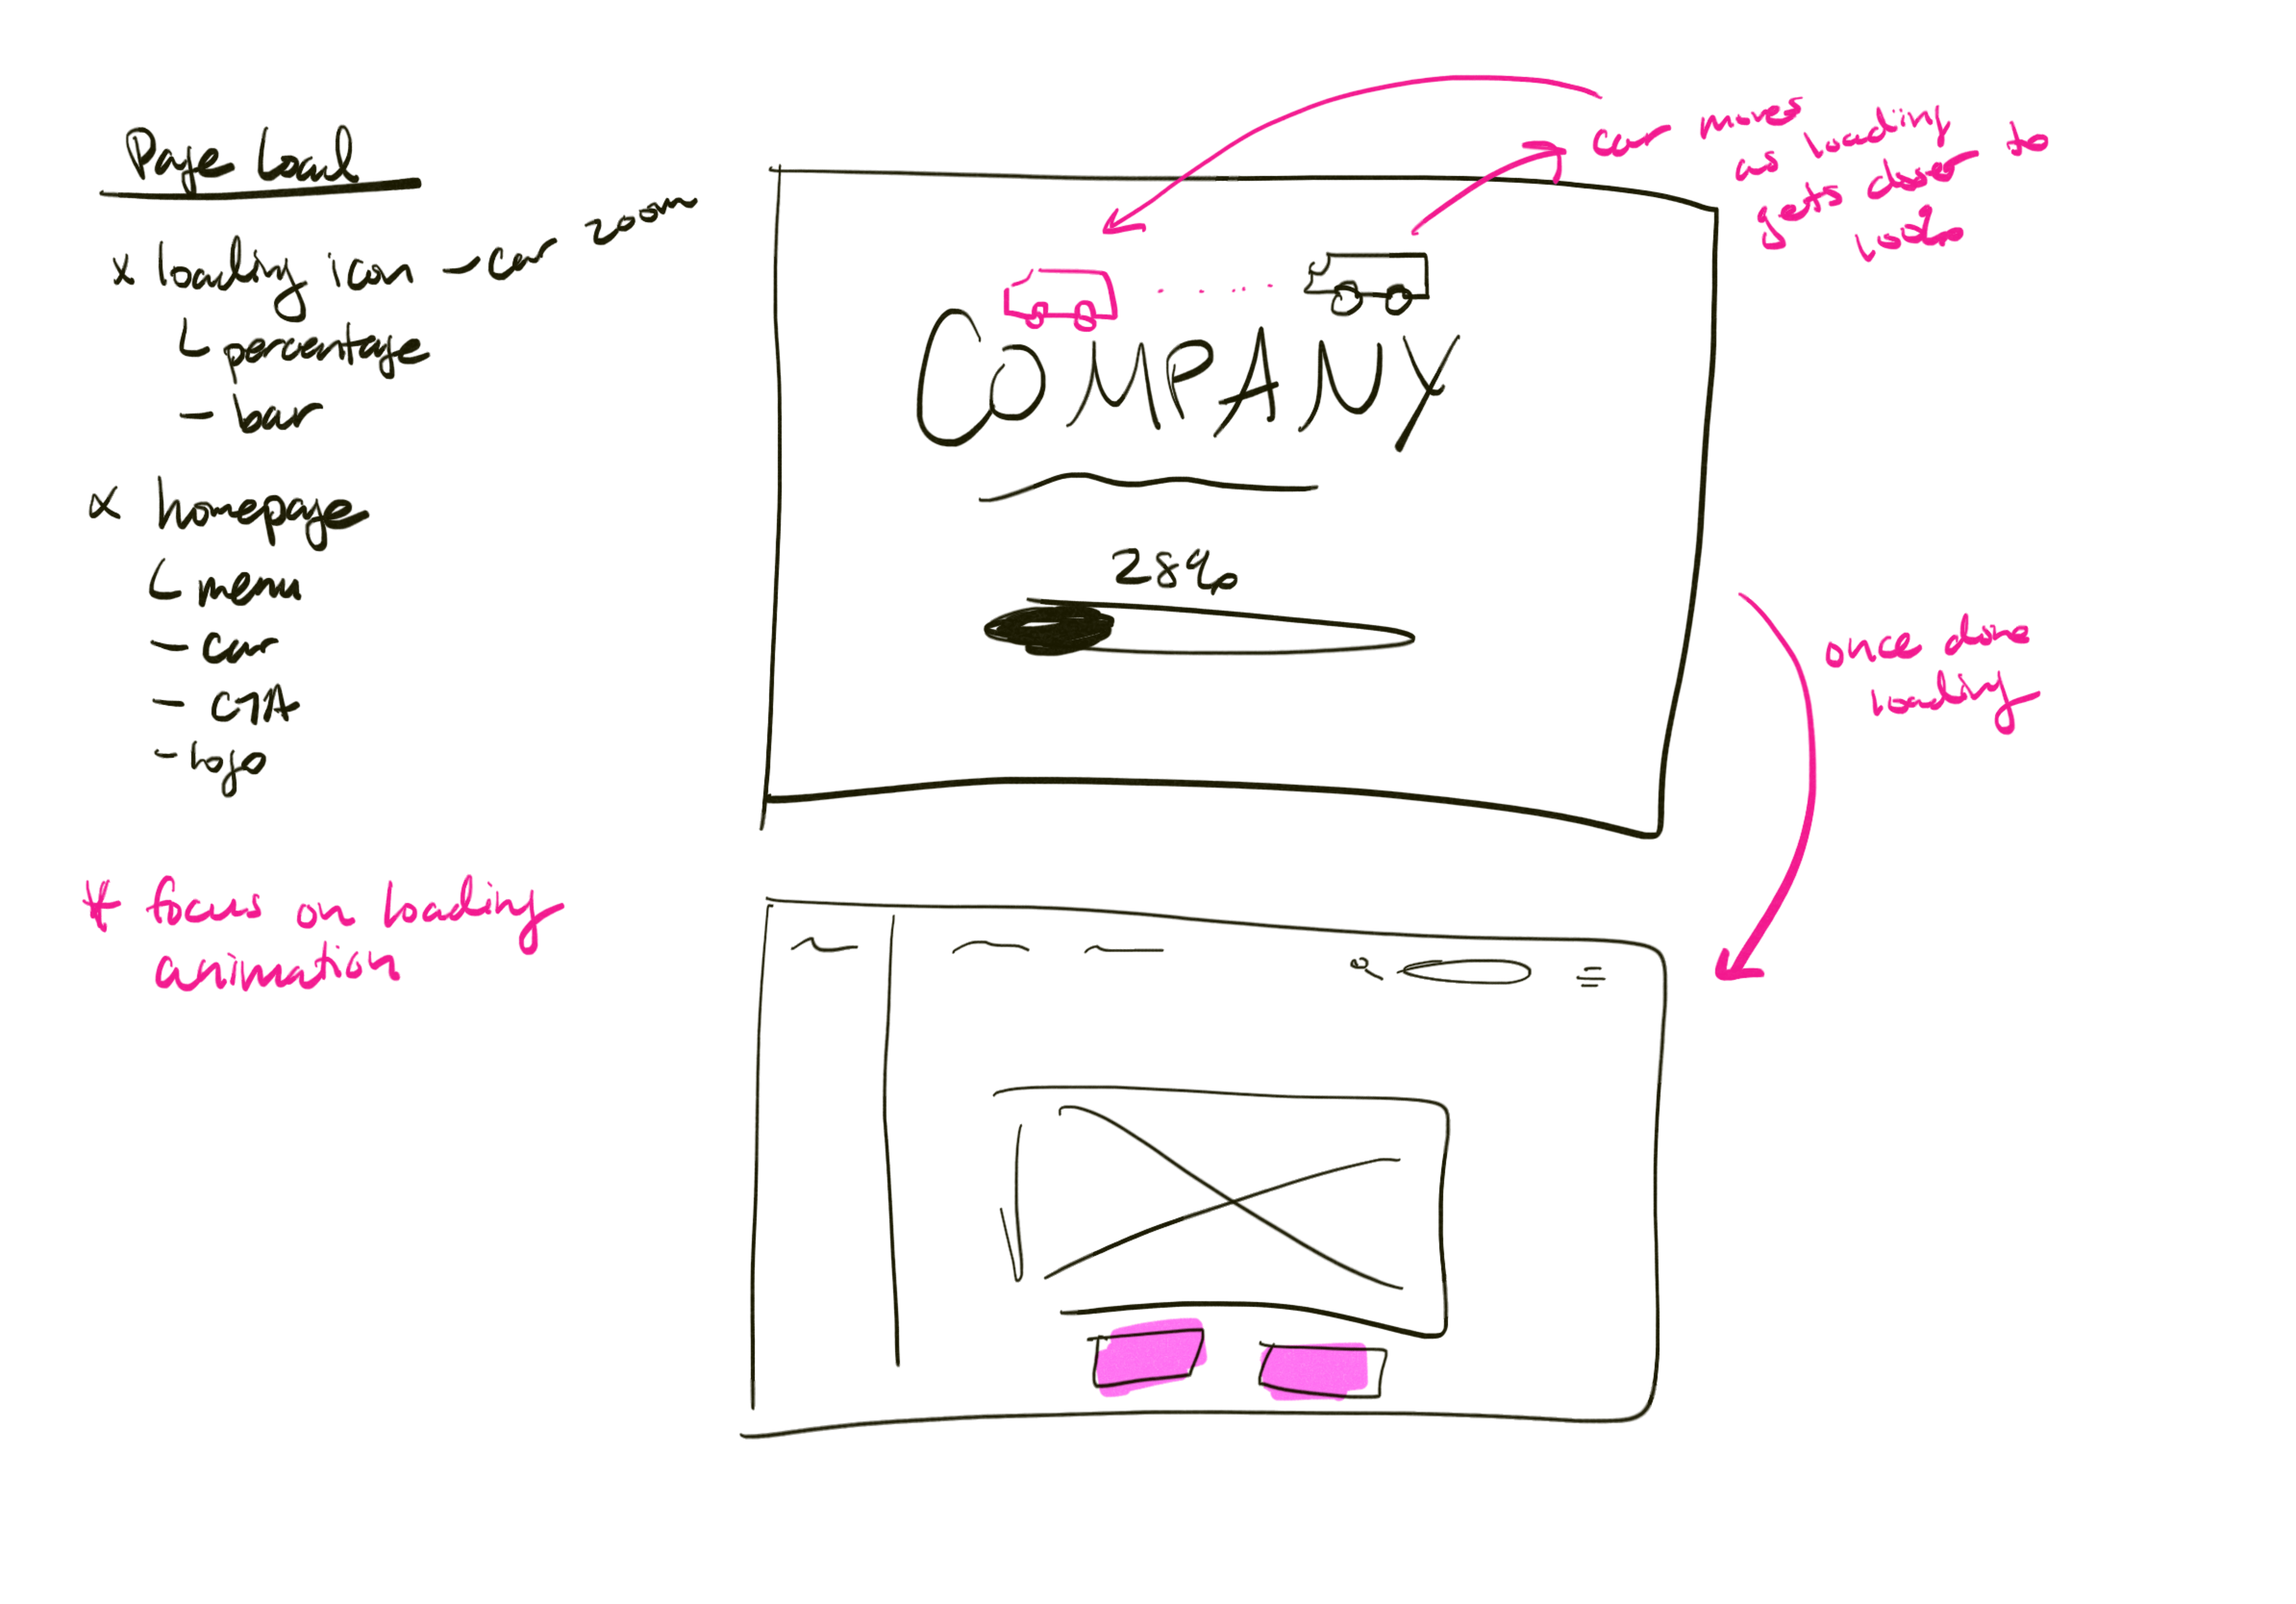 Page Load
x loading icon - car zoom
percentage
- bar
x homepage
menu
- car
- CTA
- logo
* focus on loading
animation
car moves
as loading
gets closer to
100%
COMPANY
28%
once done
loading